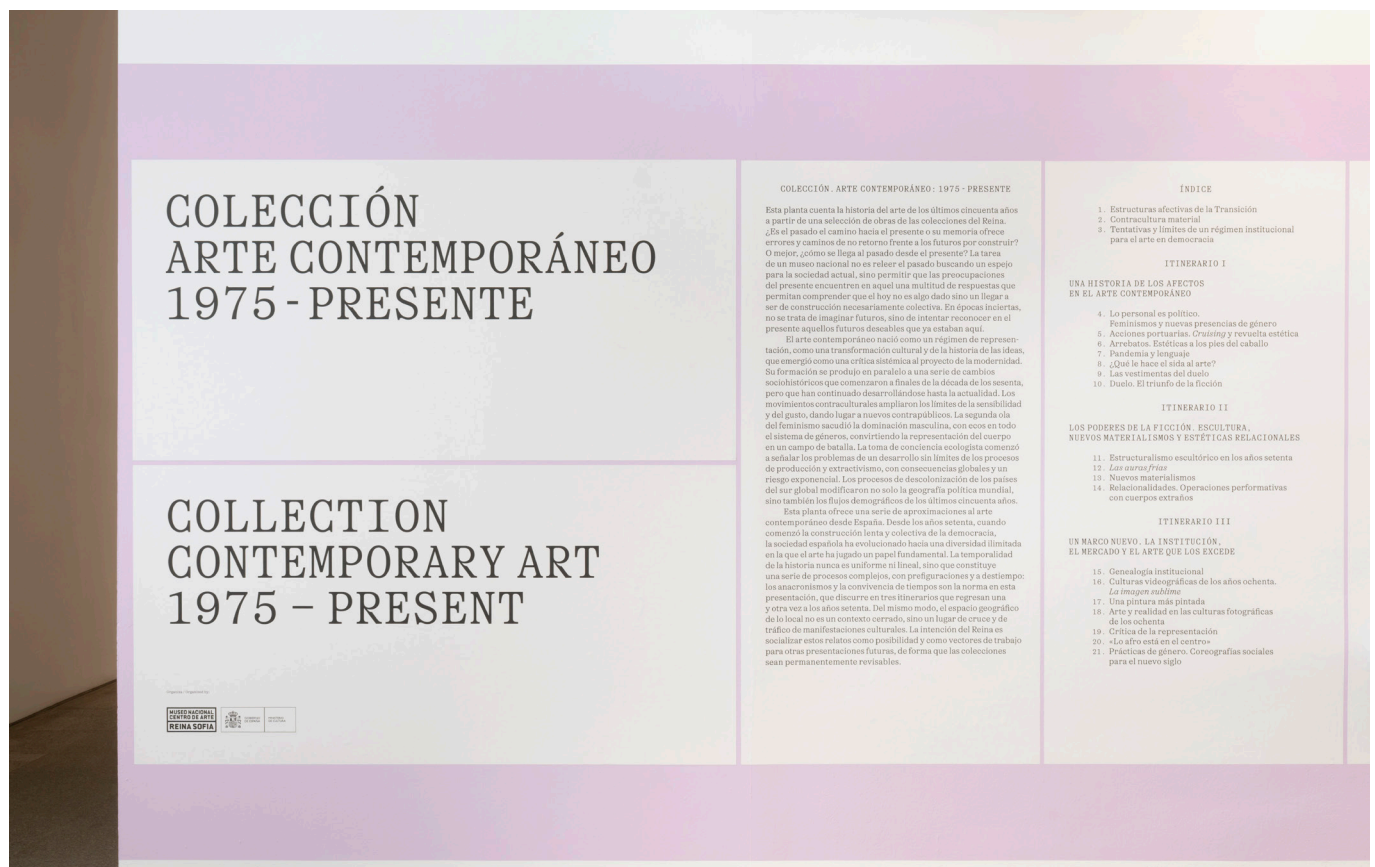 COLECCIÓN
ARTE CONTEMPORÁNEO
1975-PRESENTE
COLLECTION
CONTEMPORARY ART
1975 – PRESENT
MUSEO NACIONAL
CENTRO DE ARTE
REINA SOFIA
COLECCIÓN. ARTE CONTEMPORÁNEO: 1975-PRESENTE
Esta planta cuenta la historia del arte de los últimos cincuenta años
a partir de una selección de obras de las colecciones del Reina.
¿Es el pasado el camino hacia el presente o su memoria ofrece
errores y caminos de no retorno frente a los futuros por construir?
O mejor, ¿cómo se llega al pasado desde el presente? La tarea
de un museo nacional no es releer el pasado buscando un espejo
para la sociedad actual, sino permitir que las preocupaciones
del presente encuentren en aquel una multitud de respuestas que
permitan comprender que el hoy no es algo dado sino un llegar a
ser de construcción necesariamente colectiva. En épocas inciertas,
no se trata de imaginar futuros, sino de intentar reconocer en el
presente aquellos futuros deseables que ya estaban aquí.
El arte contemporáneo nació como un régimen de represen-
tación, como una transformación cultural y de la historia de las ideas,
que emergió como una crítica sistémica al proyecto de la modernidad.
Su formación se produjo en paralelo a una serie de cambios
sociohistóricos que comenzaron a finales de la década de los sesenta,
pero que han continuado desarrollándose hasta la actualidad. Los
movimientos contraculturales ampliaron los límites de la sensibilidad
y del gusto, dando lugar a nuevos contrapúblicos. La segunda ola
del feminismo sacudió la dominación masculina, con ecos en todo
el sistema de géneros, convirtiendo la representación del cuerpo
en un campo de batalla. La toma de conciencia ecologista comenzó
a señalar los problemas de un desarrollo sin límites de los procesos
de producción y extractivismo, con consecuencias globales y un
riesgo exponencial. Los procesos de descolonización de los países
del sur global modificaron no solo la geografía política mundial,
sino también los flujos demográficos de los últimos cincuenta años.
Esta planta ofrece una serie de aproximaciones al arte
contemporáneo desde España. Desde los años setenta, cuando
comenzó la construcción lenta y colectiva de la democracia,
la sociedad española ha evolucionado hacia una diversidad ilimitada
en la que el arte ha jugado un papel fundamental. La temporalidad
de la historia nunca es uniforme ni lineal, sino que constituye
una serie de procesos complejos, con prefiguraciones y a destiempo:
los anacronismos y la convivencia de tiempos son la norma en esta
presentación, que discurre en tres itinerarios que regresan una
y otra vez a los años setenta. Del mismo modo, el espacio geográfico
de lo local no es un contexto cerrado, sino un lugar de cruce y de
tráfico de manifestaciones culturales. La intención del Reina es
socializar estos relatos como posibilidad y como vectores de trabajo
para otras presentaciones futuras, de forma que las colecciones
sean permanentemente revisables.
ÍNDICE
1. Estructuras afectivas de la Transición
2. Contracultura material
3. Tentativas y límites de un régimen institucional
para el arte en democracia
ITINERARIO I
UNA HISTORIA DE LOS AFECTOS
EN EL ARTE CONTEMPORÁNEO
4. Lo personal es político.
Feminismos y nuevas presencias de género
5. Acciones portuarias. Cruising y revuelta estética
6. Arrebatos. Estéticas a los pies del caballo
7. Pandemia y lenguaje
8. ¿Qué le hace el sida al arte?
9. Las vestimentas del duelo
10. Duelo. El triunfo de la ficción
ITINERARIO II
LOS PODERES DE LA FICCIÓN. ESCULTURA,
NUEVOS MATERIALISMOS Y ESTÉTICAS RELACIONALES
11. Estructuralismo escultórico en los años setenta
12. Las auras frías
13. Nuevos materialismos
14. Relacionalidades. Operaciones performativas
con cuerpos extraños
ITINERARIO III
UN MARCO NUEVO. LA INSTITUCIÓN,
EL MERCADO Y EL ARTE QUE LOS EXCEDE
15. Genealogía institucional
16. Culturas videográficas de los años ochenta.
La imagen sublime
17. Una pintura más pintada
18. Arte y realidad en las culturas fotográficas
de los ochenta
19. Crítica de la representación
20. «Lo afro está en el centro»
21. Prácticas de género. Coreografías sociales
para el nuevo siglo